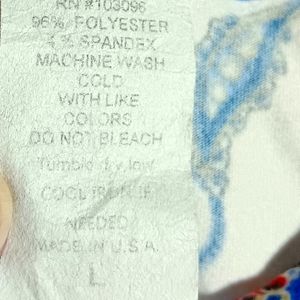 RN #103096
96% POLYESTER
4% SPANDEX
MACHINE WASH
COLD
WITH LIKE
COLORS
DO NOT BLEACH
Tumble dry low
COOL IRON IF
NEEDED
MADE IN U.S.A.
L